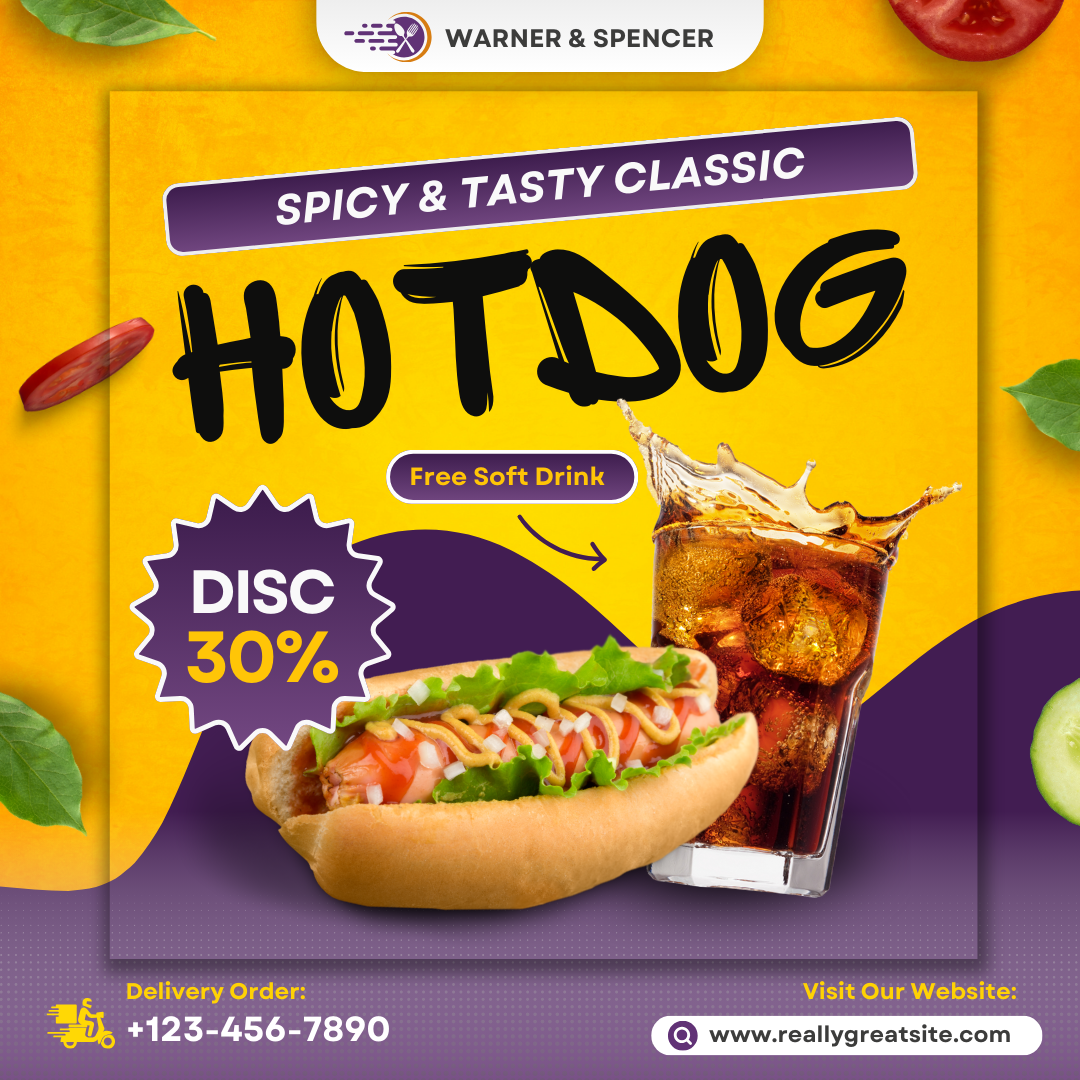 WARNER & SPENCER
SPICY & TASTY CLASSIC
HOTDOG
Free Soft Drink
DISC
30%
Delivery Order:
+123-456-7890
Visit Our Website:
www.reallygreatsite.com